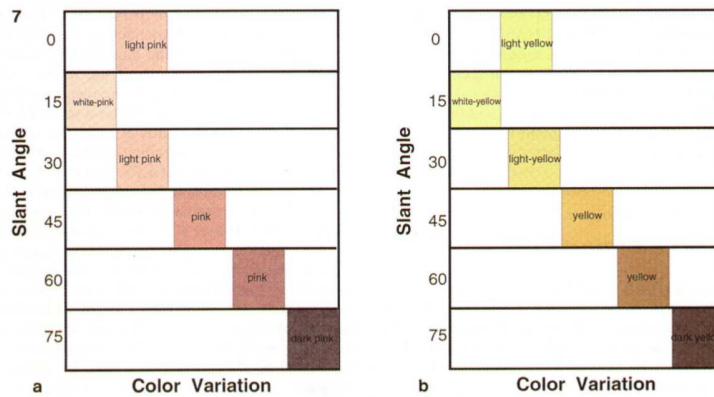 7
Slant Angle
0
light pink
15
white-pink
30
light pink
45
pink
60
pink
75
dark pink
a
Color Variation
Slant Angle
0
light yellow
15
white-yellow
30
light-yellow
45
yellow
60
yellow
75
dark yellow
b
Color Variation